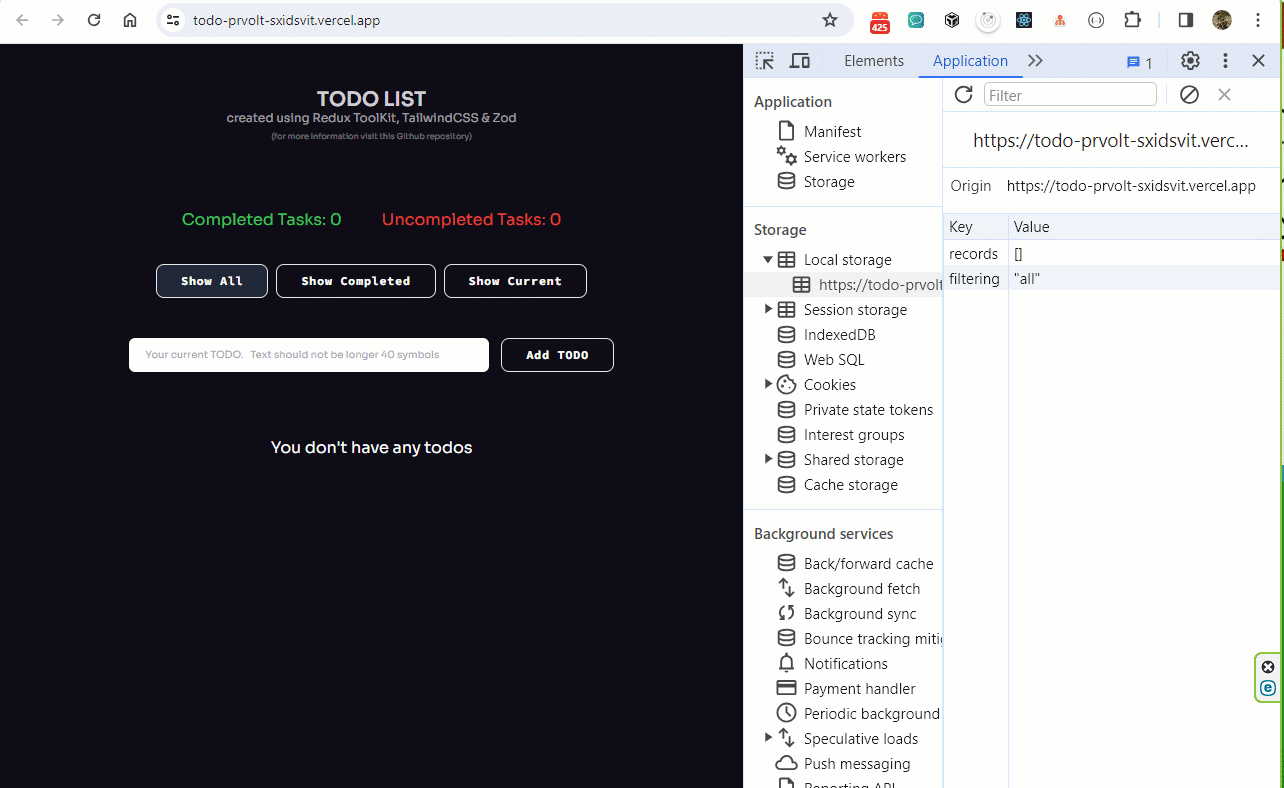 todo-prvolt-sxidsvit.vercel.app
425
TODO LIST
created using Redux ToolKit, TailwindCSS & Zod
(for more information visit this Github repository)
Completed Tasks: 0 Uncompleted Tasks: 0
Show All Show Completed Show Current
Your current TODO. Text should not be longer 40 symbols Add TODO
You don't have any todos
Elements Application 1
Application
Manifest
Service workers
Storage
Storage
Local storage
https://todo-prvolt
Session storage
IndexedDB
Web SQL
Cookies
Private state tokens
Interest groups
Shared storage
Cache storage
Background services
Back/forward cache
Background fetch
Background sync
Bounce tracking mitig
Notifications
Payment handler
Periodic background
Speculative loads
Push messaging
Reporting API
Filter
https://todo-prvolt-sxidsvit.verc...
Origin https://todo-prvolt-sxidsvit.vercel.app
Key Value
records []
filtering "all"